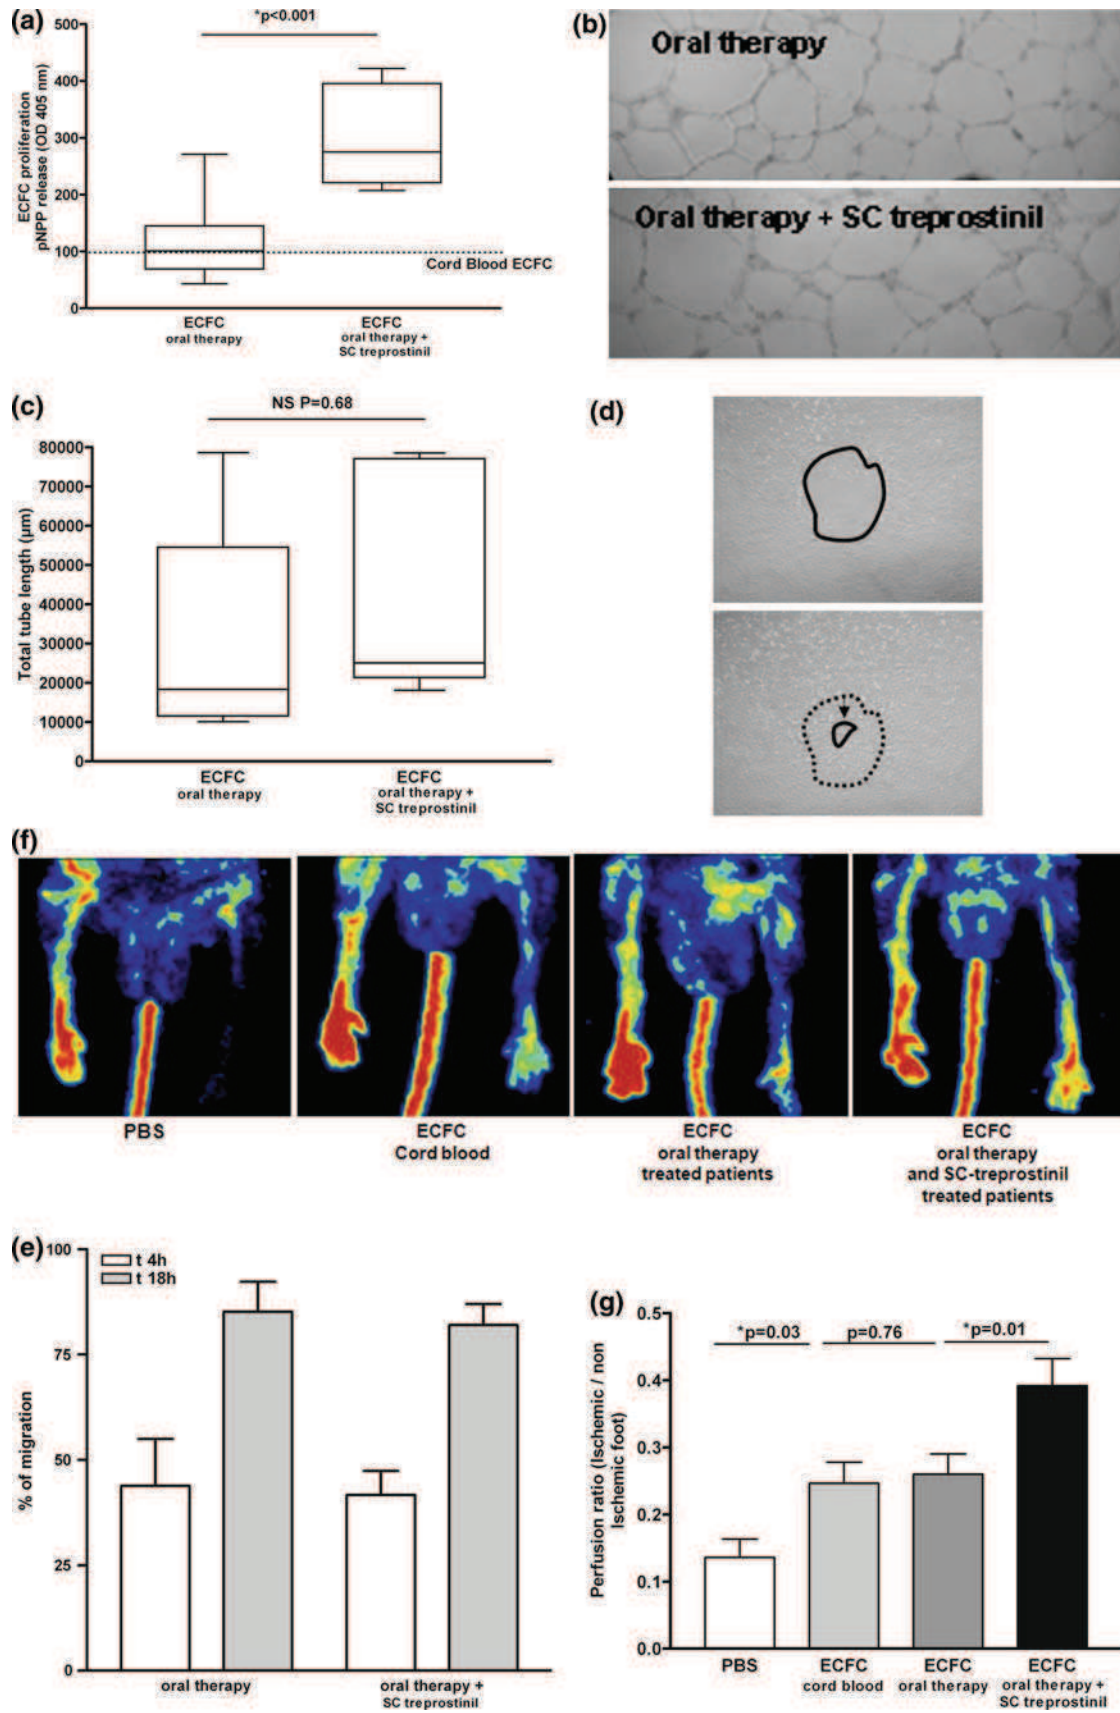 (a)
*p<0.001
500
400
300
200
100
0
ECFC proliferation
pNPP release (OD 405 nm)
Cord Blood ECFC
ECFC
oral therapy
ECFC
oral therapy +
SC treprostinil
(b)
Oral therapy
Oral therapy + SC treprostinil
(c)
NS P=0.68
80000
70000
60000
50000
40000
30000
20000
10000
0
Total tube length (µm)
ECFC
oral therapy
ECFC
oral therapy +
SC treprostinil
(d)
(f)
PBS
ECFC
Cord blood
ECFC
oral therapy
treated patients
ECFC
oral therapy
and SC-treprostinil
treated patients
(e)
100
75
50
25
0
% of migration
t 4h
t 18h
oral therapy
oral therapy +
SC treprostinil
(g)
0.5
0.4
0.3
0.2
0.1
0.0
Perfusion ratio (Ischemic / non
Ischemic foot)
*p=0.03
p=0.76
*p=0.01
PBS
ECFC
cord blood
ECFC
oral therapy
ECFC
oral therapy +
SC treprostinil